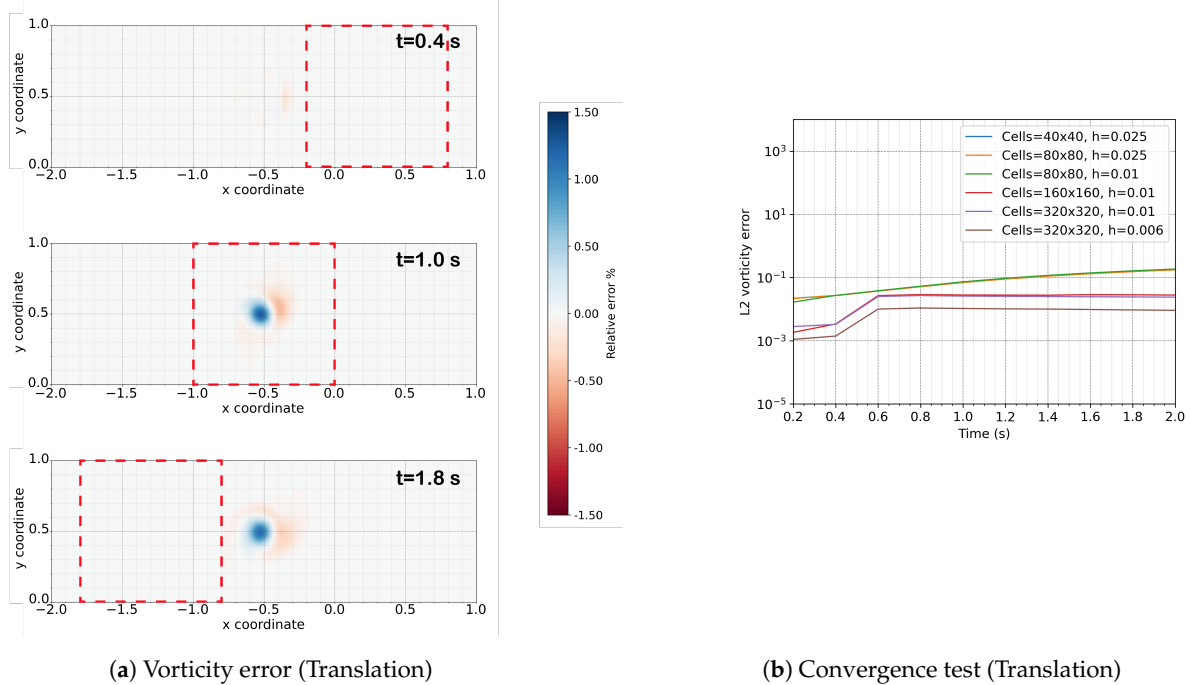 1.0
t=0.4 s
y coordinate
0.5
0.0
−2.0 −1.5 −1.0 −0.5 0.0 0.5 1.0
x coordinate
1.0
t=1.0 s
y coordinate
0.5
0.0
−2.0 −1.5 −1.0 −0.5 0.0 0.5 1.0
x coordinate
1.0
t=1.8 s
y coordinate
0.5
0.0
−2.0 −1.5 −1.0 −0.5 0.0 0.5 1.0
x coordinate
1.50
1.00
0.50
0.00
-0.50
-1.00
-1.50
Relative error %
(a) Vorticity error (Translation)
Cells=40x40, h=0.025
Cells=80x80, h=0.025
Cells=80x80, h=0.01
Cells=160x160, h=0.01
Cells=320x320, h=0.01
Cells=320x320, h=0.006
10³
10¹
10⁻¹
10⁻³
10⁻⁵
L2 vorticity error
0.2 0.4 0.6 0.8 1.0 1.2 1.4 1.6 1.8 2.0
Time (s)
(b) Convergence test (Translation)